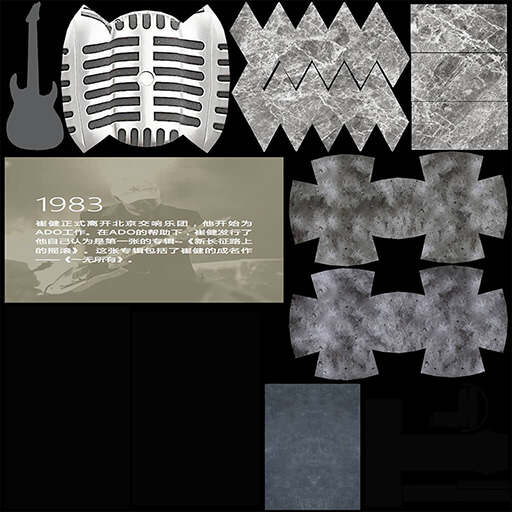 1983
崔健正式离开北京交响乐团，他开始为
ADO工作。在ADO的帮助下，崔健发行了
他自己认为是第一张的专辑—《新长征路上
的摇滚》。这张专辑包括了崔健的成名作
——《一无所有》。